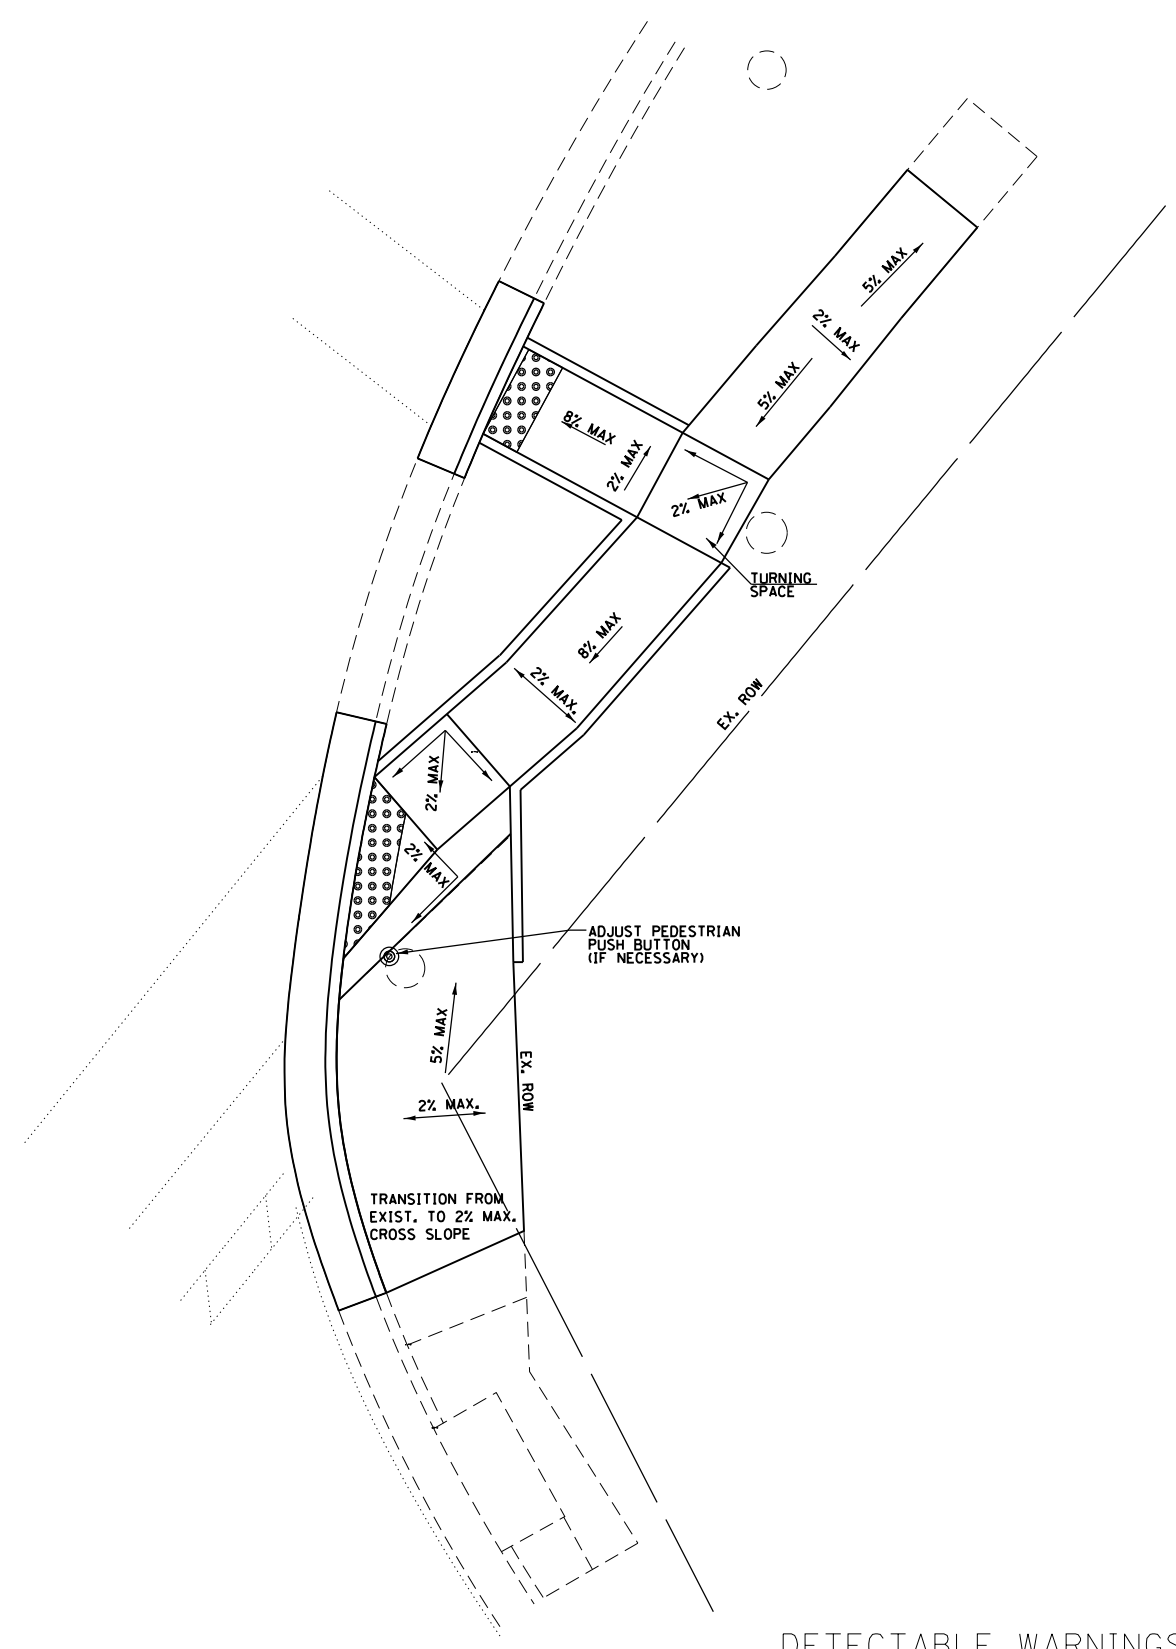 5% MAX
2% MAX
5% MAX
8% MAX
2% MAX
2% MAX
TURNING
SPACE
8% MAX
2% MAX.
EX. ROW
2% MAX
2% MAX
ADJUST PEDESTRIAN
PUSH BUTTON
(IF NECESSARY)
5% MAX
EX. ROW
2% MAX.
TRANSITION FROM
EXIST. TO 2% MAX.
CROSS SLOPE
DETECTABLE WARNINGS